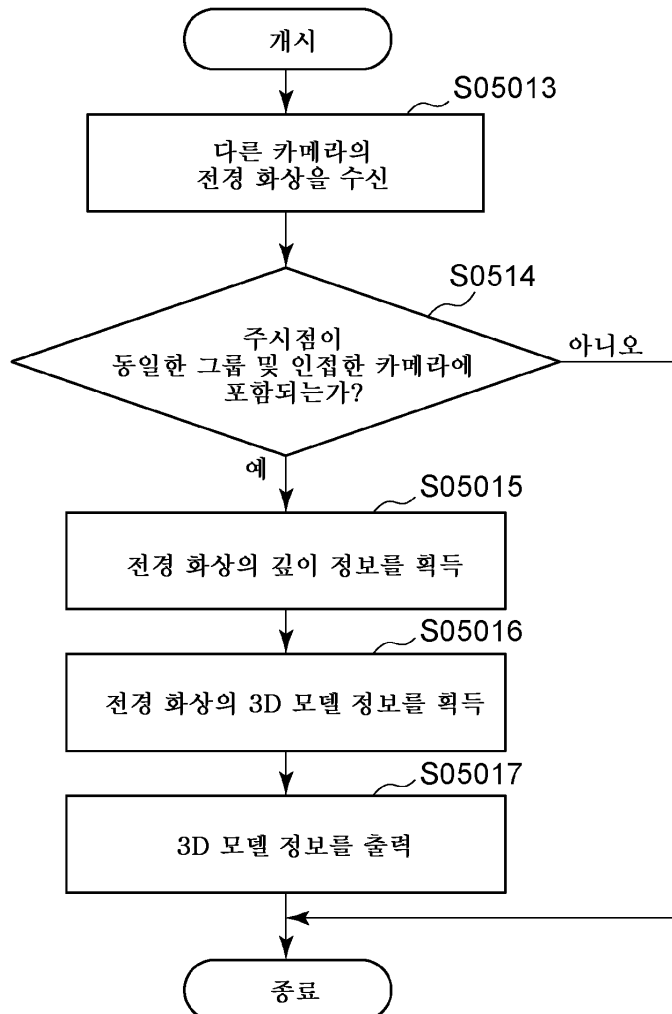 개시
S05013
다른 카메라의
전경 화상을 수신
S0514
주시점이
동일한 그룹 및 인접한 카메라에
포함되는가?
아니오
예
S05015
전경 화상의 깊이 정보를 획득
S05016
전경 화상의 3D 모델 정보를 획득
S05017
3D 모델 정보를 출력
종료